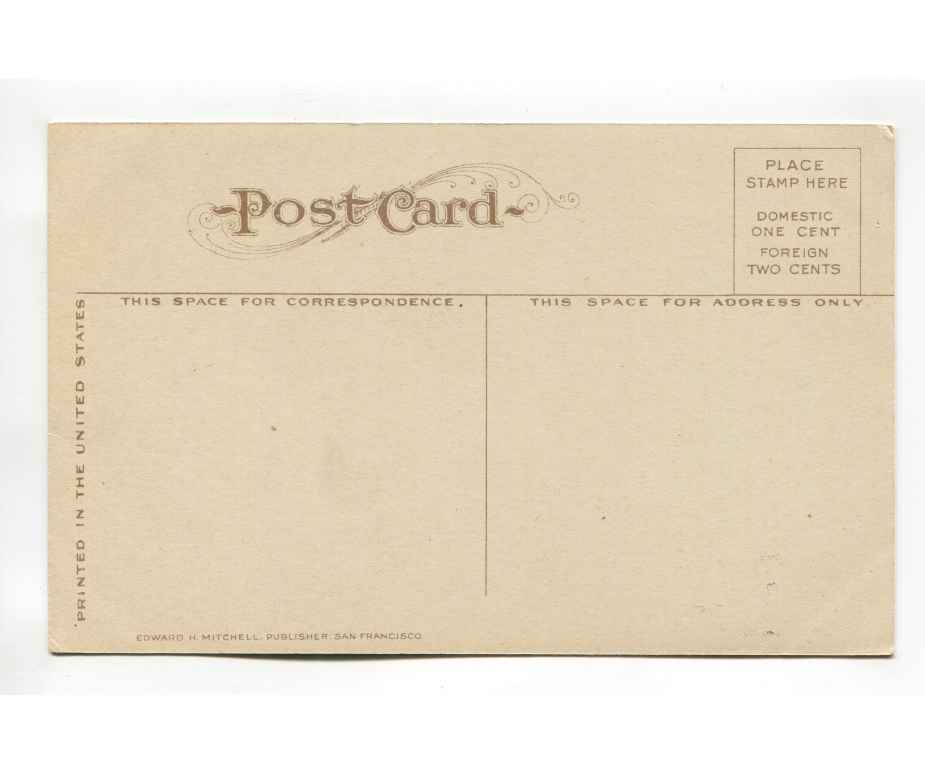 Post Card
PLACE
STAMP HERE
DOMESTIC
ONE CENT
FOREIGN
TWO CENTS
THIS SPACE FOR CORRESPONDENCE.
THIS SPACE FOR ADDRESS ONLY
PRINTED IN THE UNITED STATES
EDWARD H. MITCHELL, PUBLISHER, SAN FRANCISCO